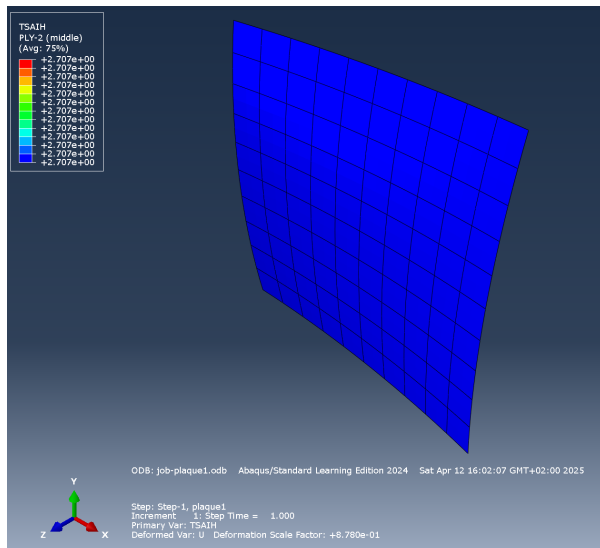 TSAIH
PLY-2 (middle)
(Avg: 75%)
+2.707e+00
+2.707e+00
+2.707e+00
+2.707e+00
+2.707e+00
+2.707e+00
+2.707e+00
+2.707e+00
+2.707e+00
+2.707e+00
+2.707e+00
+2.707e+00
+2.707e+00
ODB: job-plaque1.odb Abaqus/Standard Learning Edition 2024 Sat Apr 12 16:02:07 GMT+02:00 2025
Y
Z X
Step: Step-1, plaque1
Increment 1: Step Time = 1.000
Primary Var: TSAIH
Deformed Var: U Deformation Scale Factor: +8.780e-01